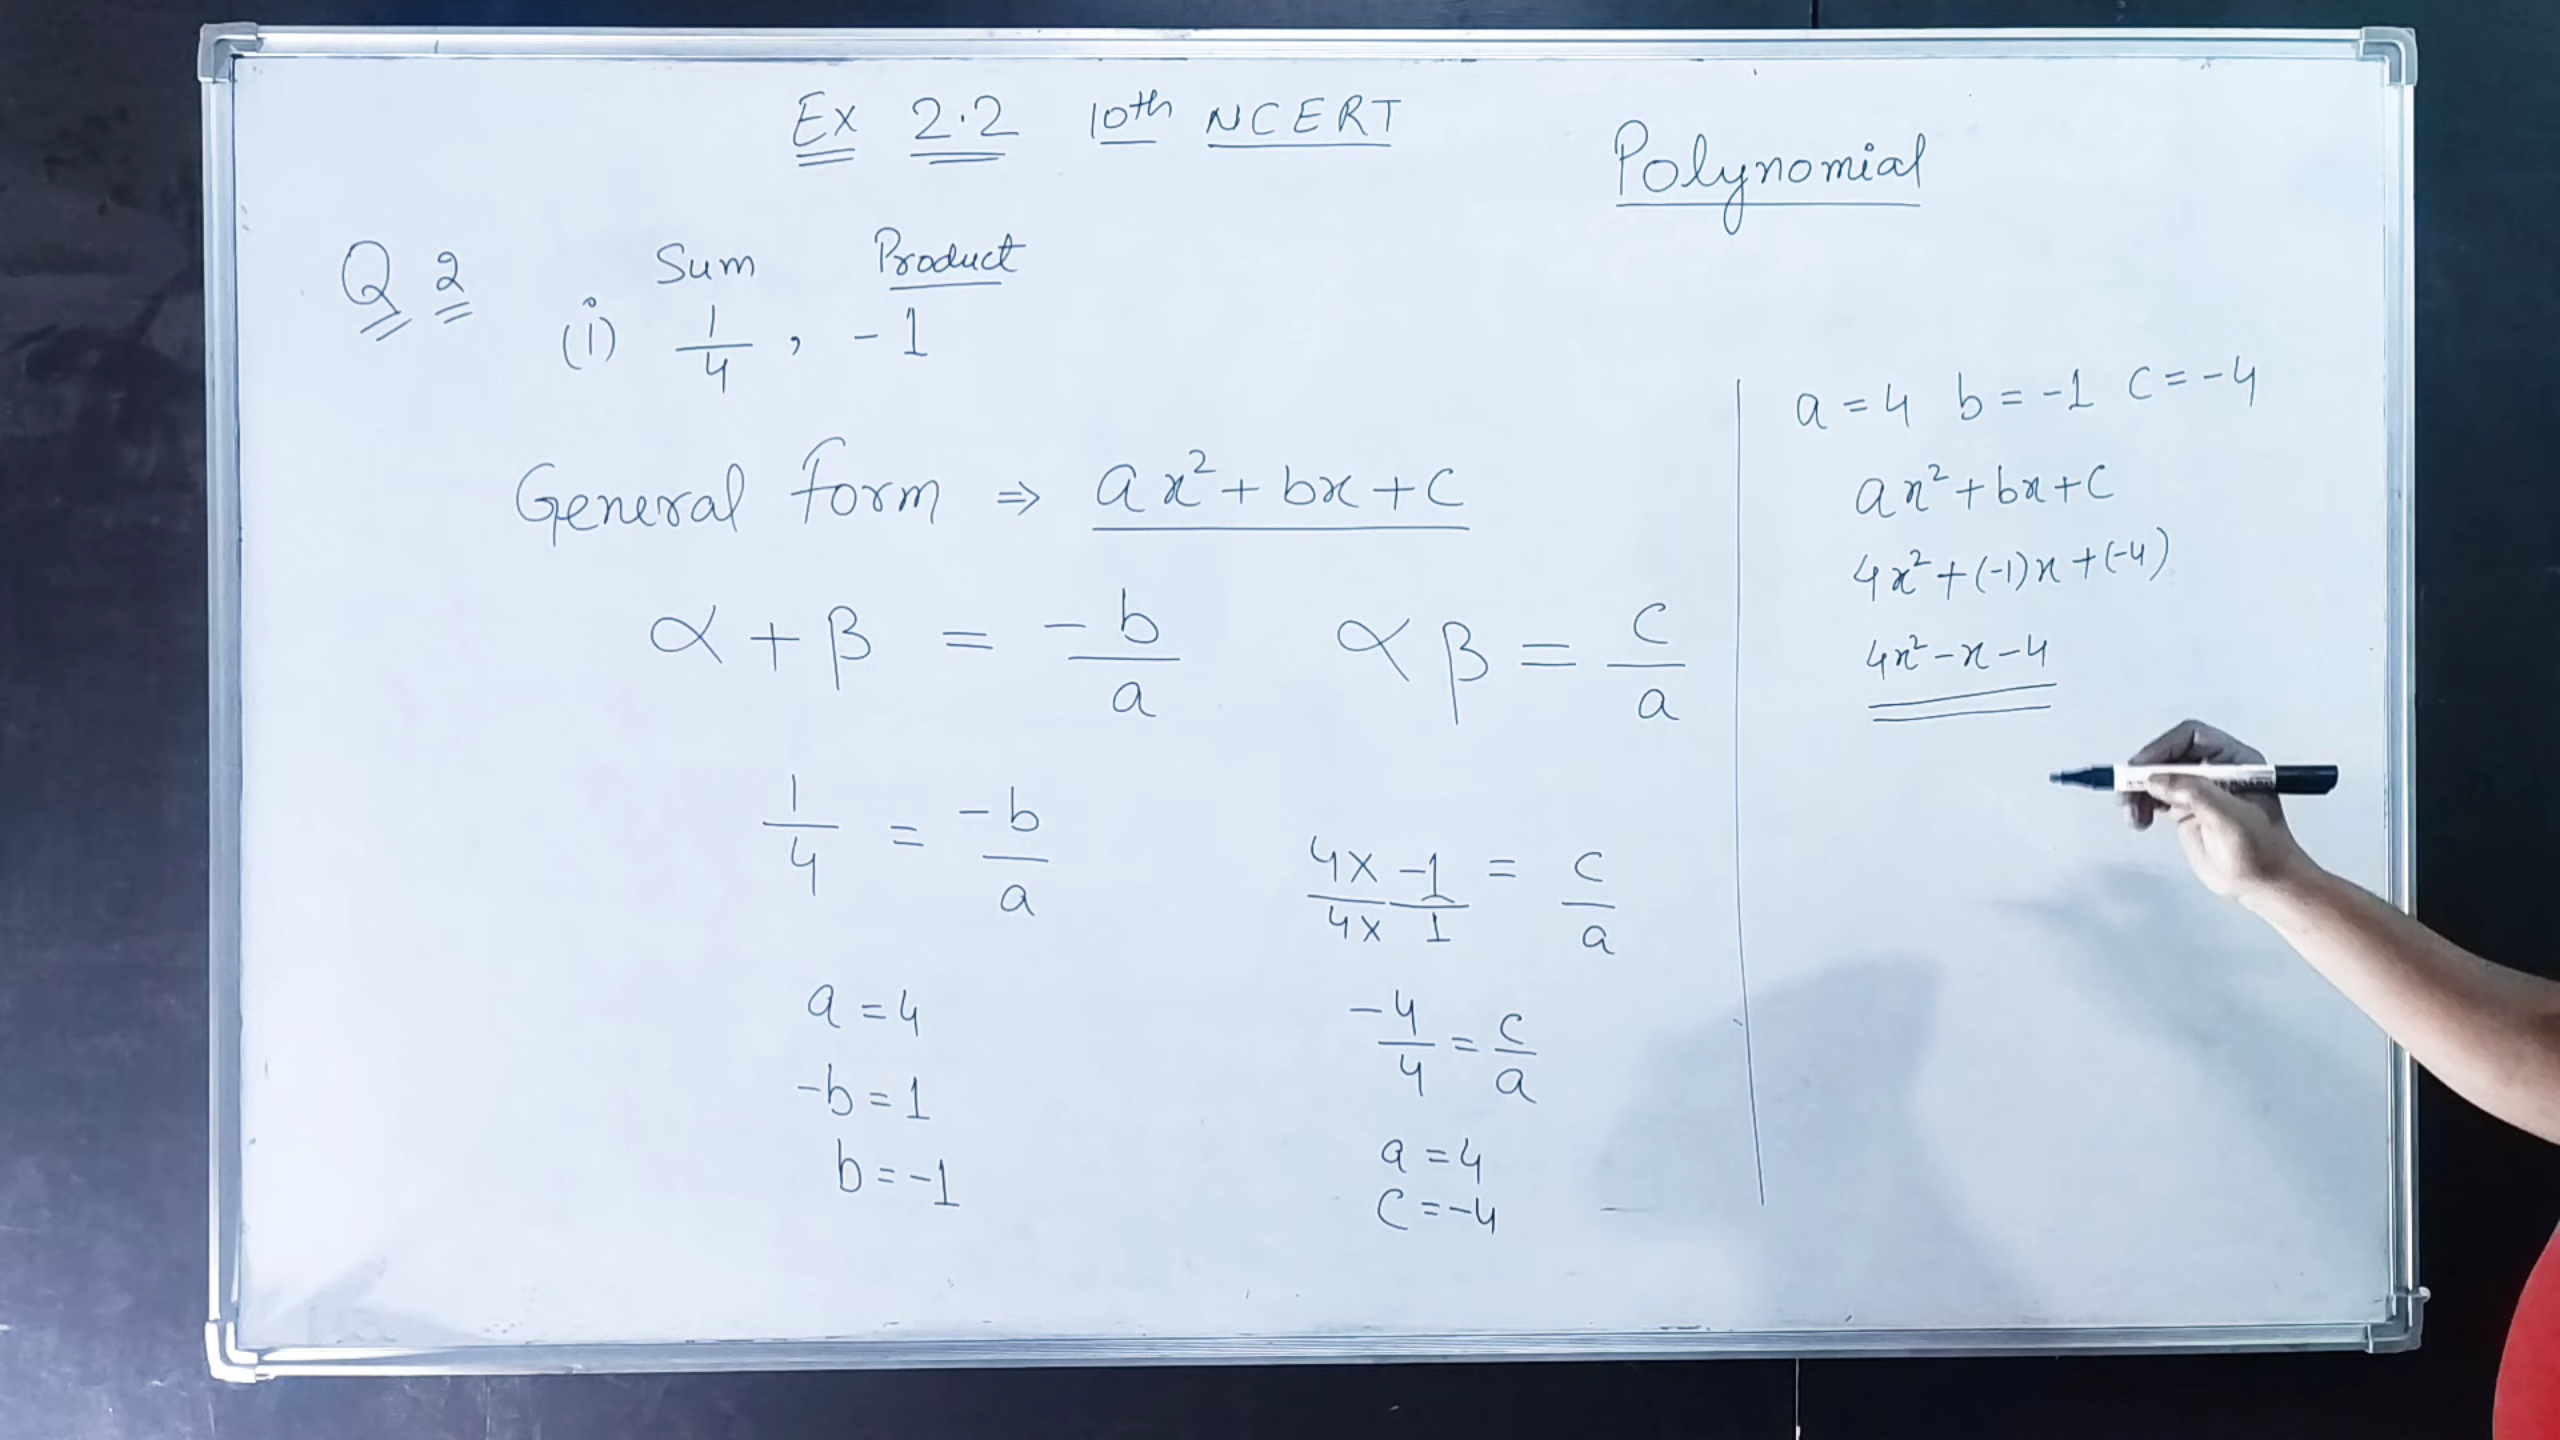 Ex 2.2 10th NCERT
Polynomial
Q 2
Sum Product
(i) 1/4 , -1
General form ⇒ ax² + bx + c
α + β = -b/a αβ = c/a
1/4 = -b/a
4x/4x -1/1 = c/a
a = 4
-b = 1
b = -1
-4/4 = c/a
a = 4
C = -4
a = 4 b = -1 C = -4
ax² + bx + C
4x² + (-1)x + (-4)
4x² - x - 4